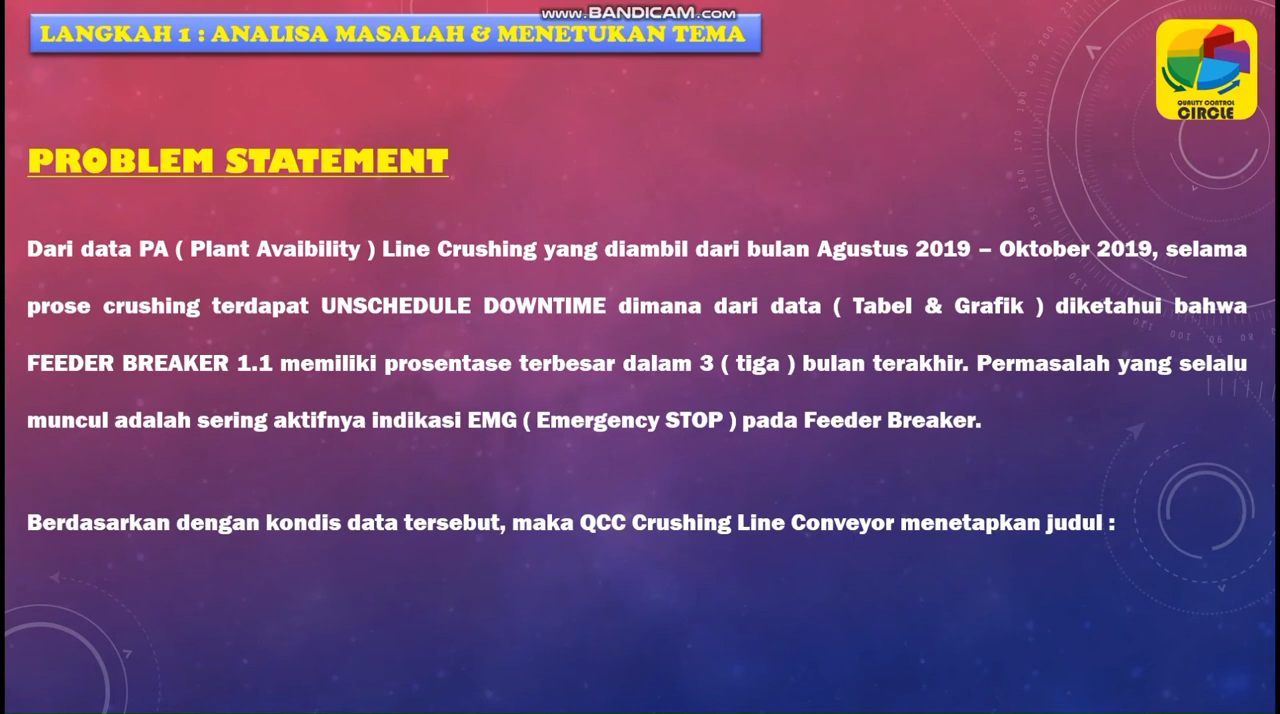 www.BANDICAM.com
LANGKAH 1 : ANALISA MASALAH & MENETUKAN TEMA
QUALITY CONTROL
CIRCLE
PROBLEM STATEMENT
Dari data PA ( Plant Avaibility ) Line Crushing yang diambil dari bulan Agustus 2019 – Oktober 2019, selama
prose crushing terdapat UNSCHEDULE DOWNTIME dimana dari data ( Tabel & Grafik ) diketahui bahwa
FEEDER BREAKER 1.1 memiliki prosentase terbesar dalam 3 ( tiga ) bulan terakhir. Permasalah yang selalu
muncul adalah sering aktifnya indikasi EMG ( Emergency STOP ) pada Feeder Breaker.
Berdasarkan dengan kondis data tersebut, maka QCC Crushing Line Conveyor menetapkan judul :